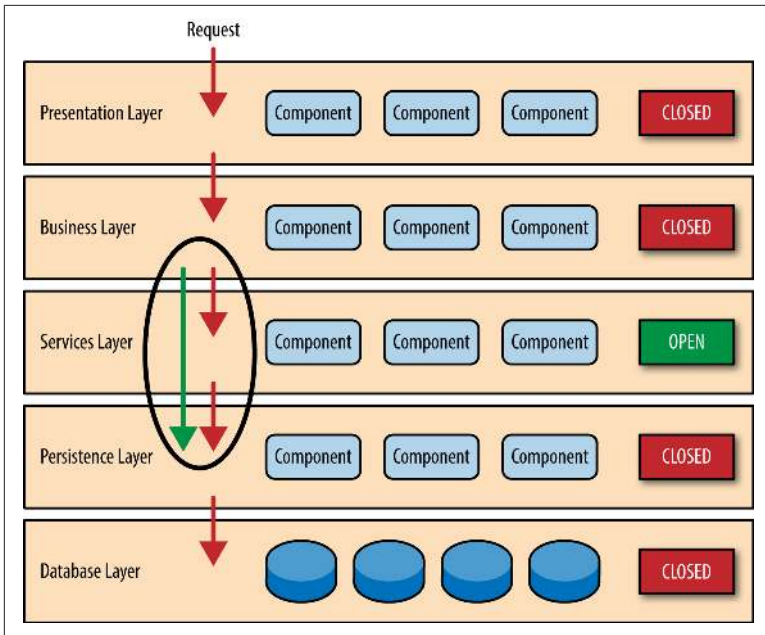 Request
Presentation Layer Component Component Component CLOSED
Business Layer Component Component Component CLOSED
Services Layer Component Component Component OPEN
Persistence Layer Component Component Component CLOSED
Database Layer CLOSED